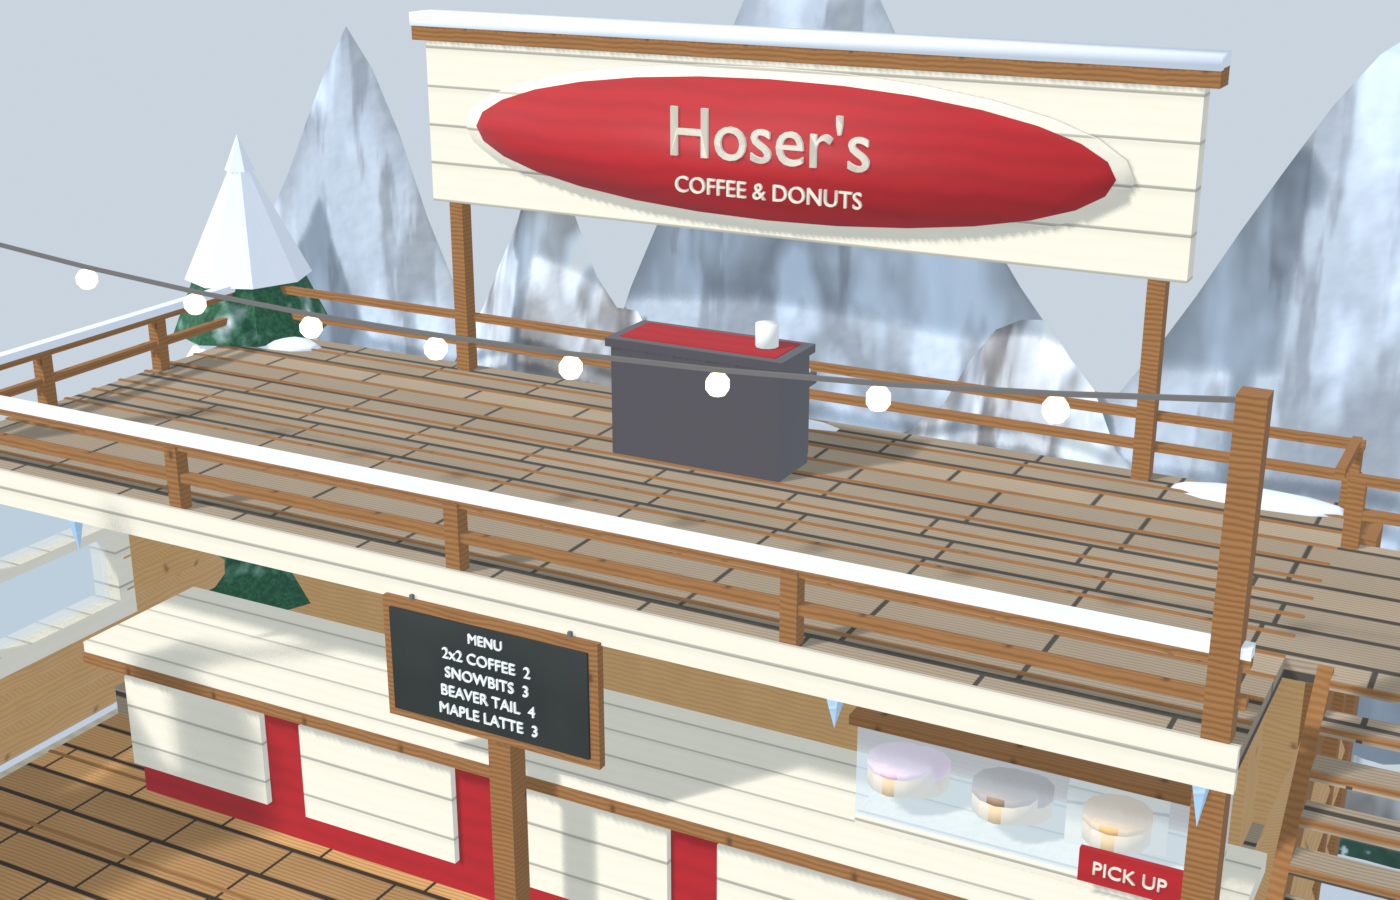 Hoser's
COFFEE & DONUTS
MENU
2x2 COFFEE 2
SNOWBITS 3
BEAVER TAIL 4
MAPLE LATTE 3
PICK UP